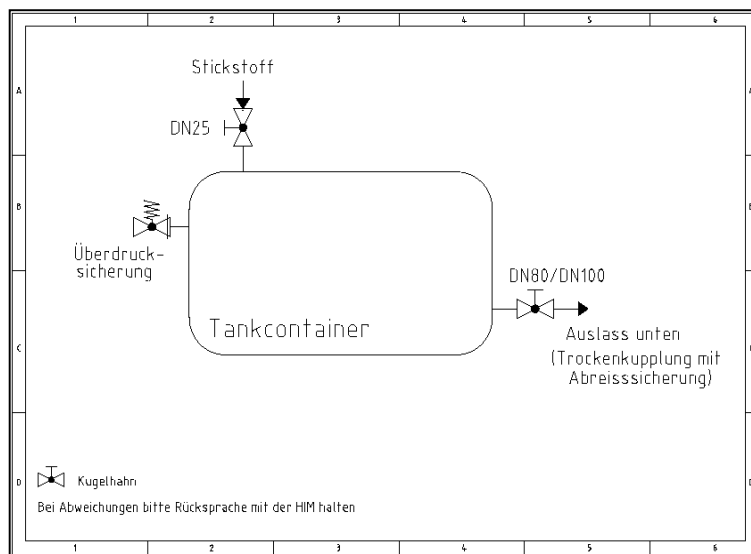 1 2 3 4 5 6
A A
Stickstoff
DN25
B B
Überdruck-
sicherung
DN80/DN100
Tankcontainer
C C
Auslass unten
(Trockenkupplung mit
Abreisssicherung)
D D
Kugelhahn
Bei Abweichungen bitte Rücksprache mit der HIM halten
1 2 3 4 5 6